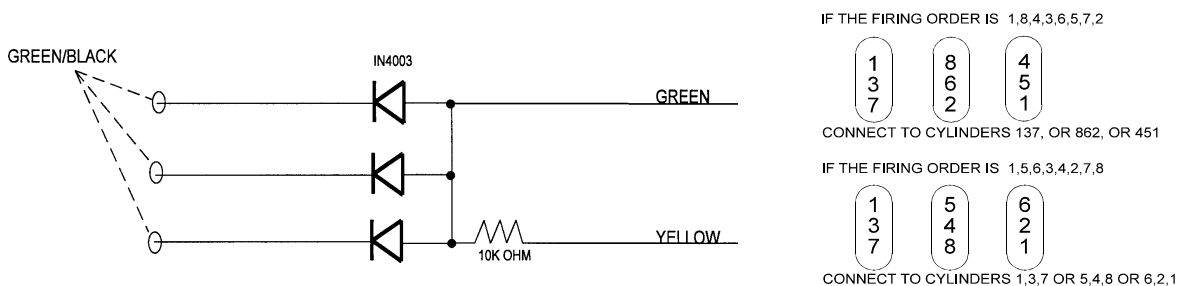 GREEN/BLACK
IN4003
GREEN
YELLOW
10K OHM
IF THE FIRING ORDER IS 1,8,4,3,6,5,7,2
1 8 4
3 6 5
7 2 1
CONNECT TO CYLINDERS 137, OR 862, OR 451
IF THE FIRING ORDER IS 1,5,6,3,4,2,7,8
1 5 6
3 4 2
7 8 1
CONNECT TO CYLINDERS 1,3,7 OR 5,4,8 OR 6,2,1